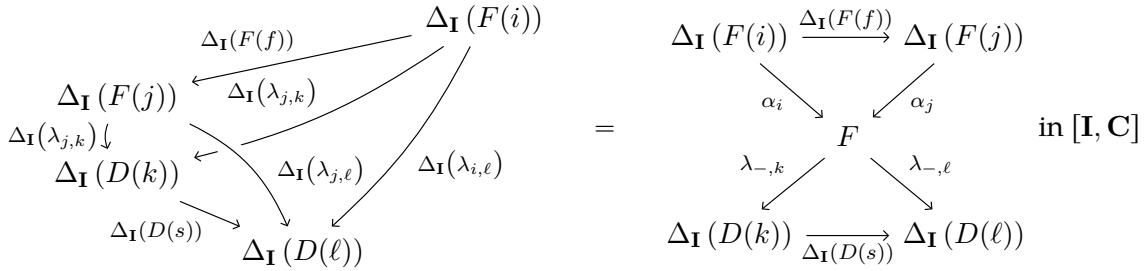 Δ_I (F(i))
Δ_I(F(f))
Δ_I (F(j))
Δ_I(λ_{j,k})
Δ_I(λ_{j,k})
Δ_I (D(k))
Δ_I(λ_{j,ℓ})
Δ_I(λ_{i,ℓ})
Δ_I(D(s))
Δ_I (D(ℓ))
=
Δ_I (F(i))
Δ_I(F(f))
Δ_I (F(j))
α_i
α_j
F
in [I, C]
λ_{−,k}
λ_{−,ℓ}
Δ_I (D(k))
Δ_I(D(s))
Δ_I (D(ℓ))